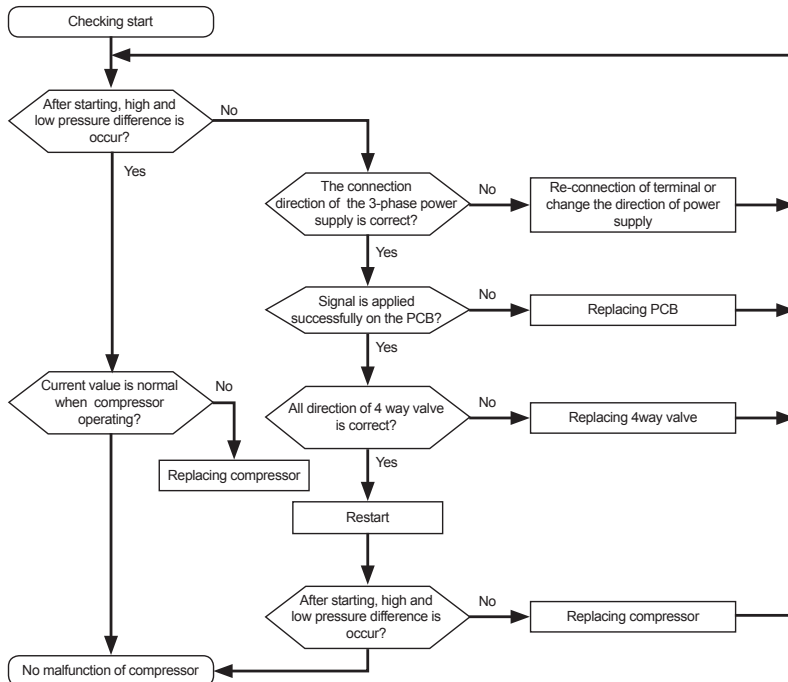 Checking start
After starting, high and
low pressure difference is
occur?
No
Yes
The connection
direction of the 3-phase power
supply is correct?
No
Re-connection of terminal or
change the direction of power
supply
Yes
Signal is applied
successfully on the PCB?
No
Replacing PCB
Yes
Current value is normal
when compressor
operating?
No
Replacing compressor
All direction of 4 way valve
is correct?
No
Replacing 4way valve
Yes
Restart
After starting, high and
low pressure difference is
occur?
No
Replacing compressor
No malfunction of compressor